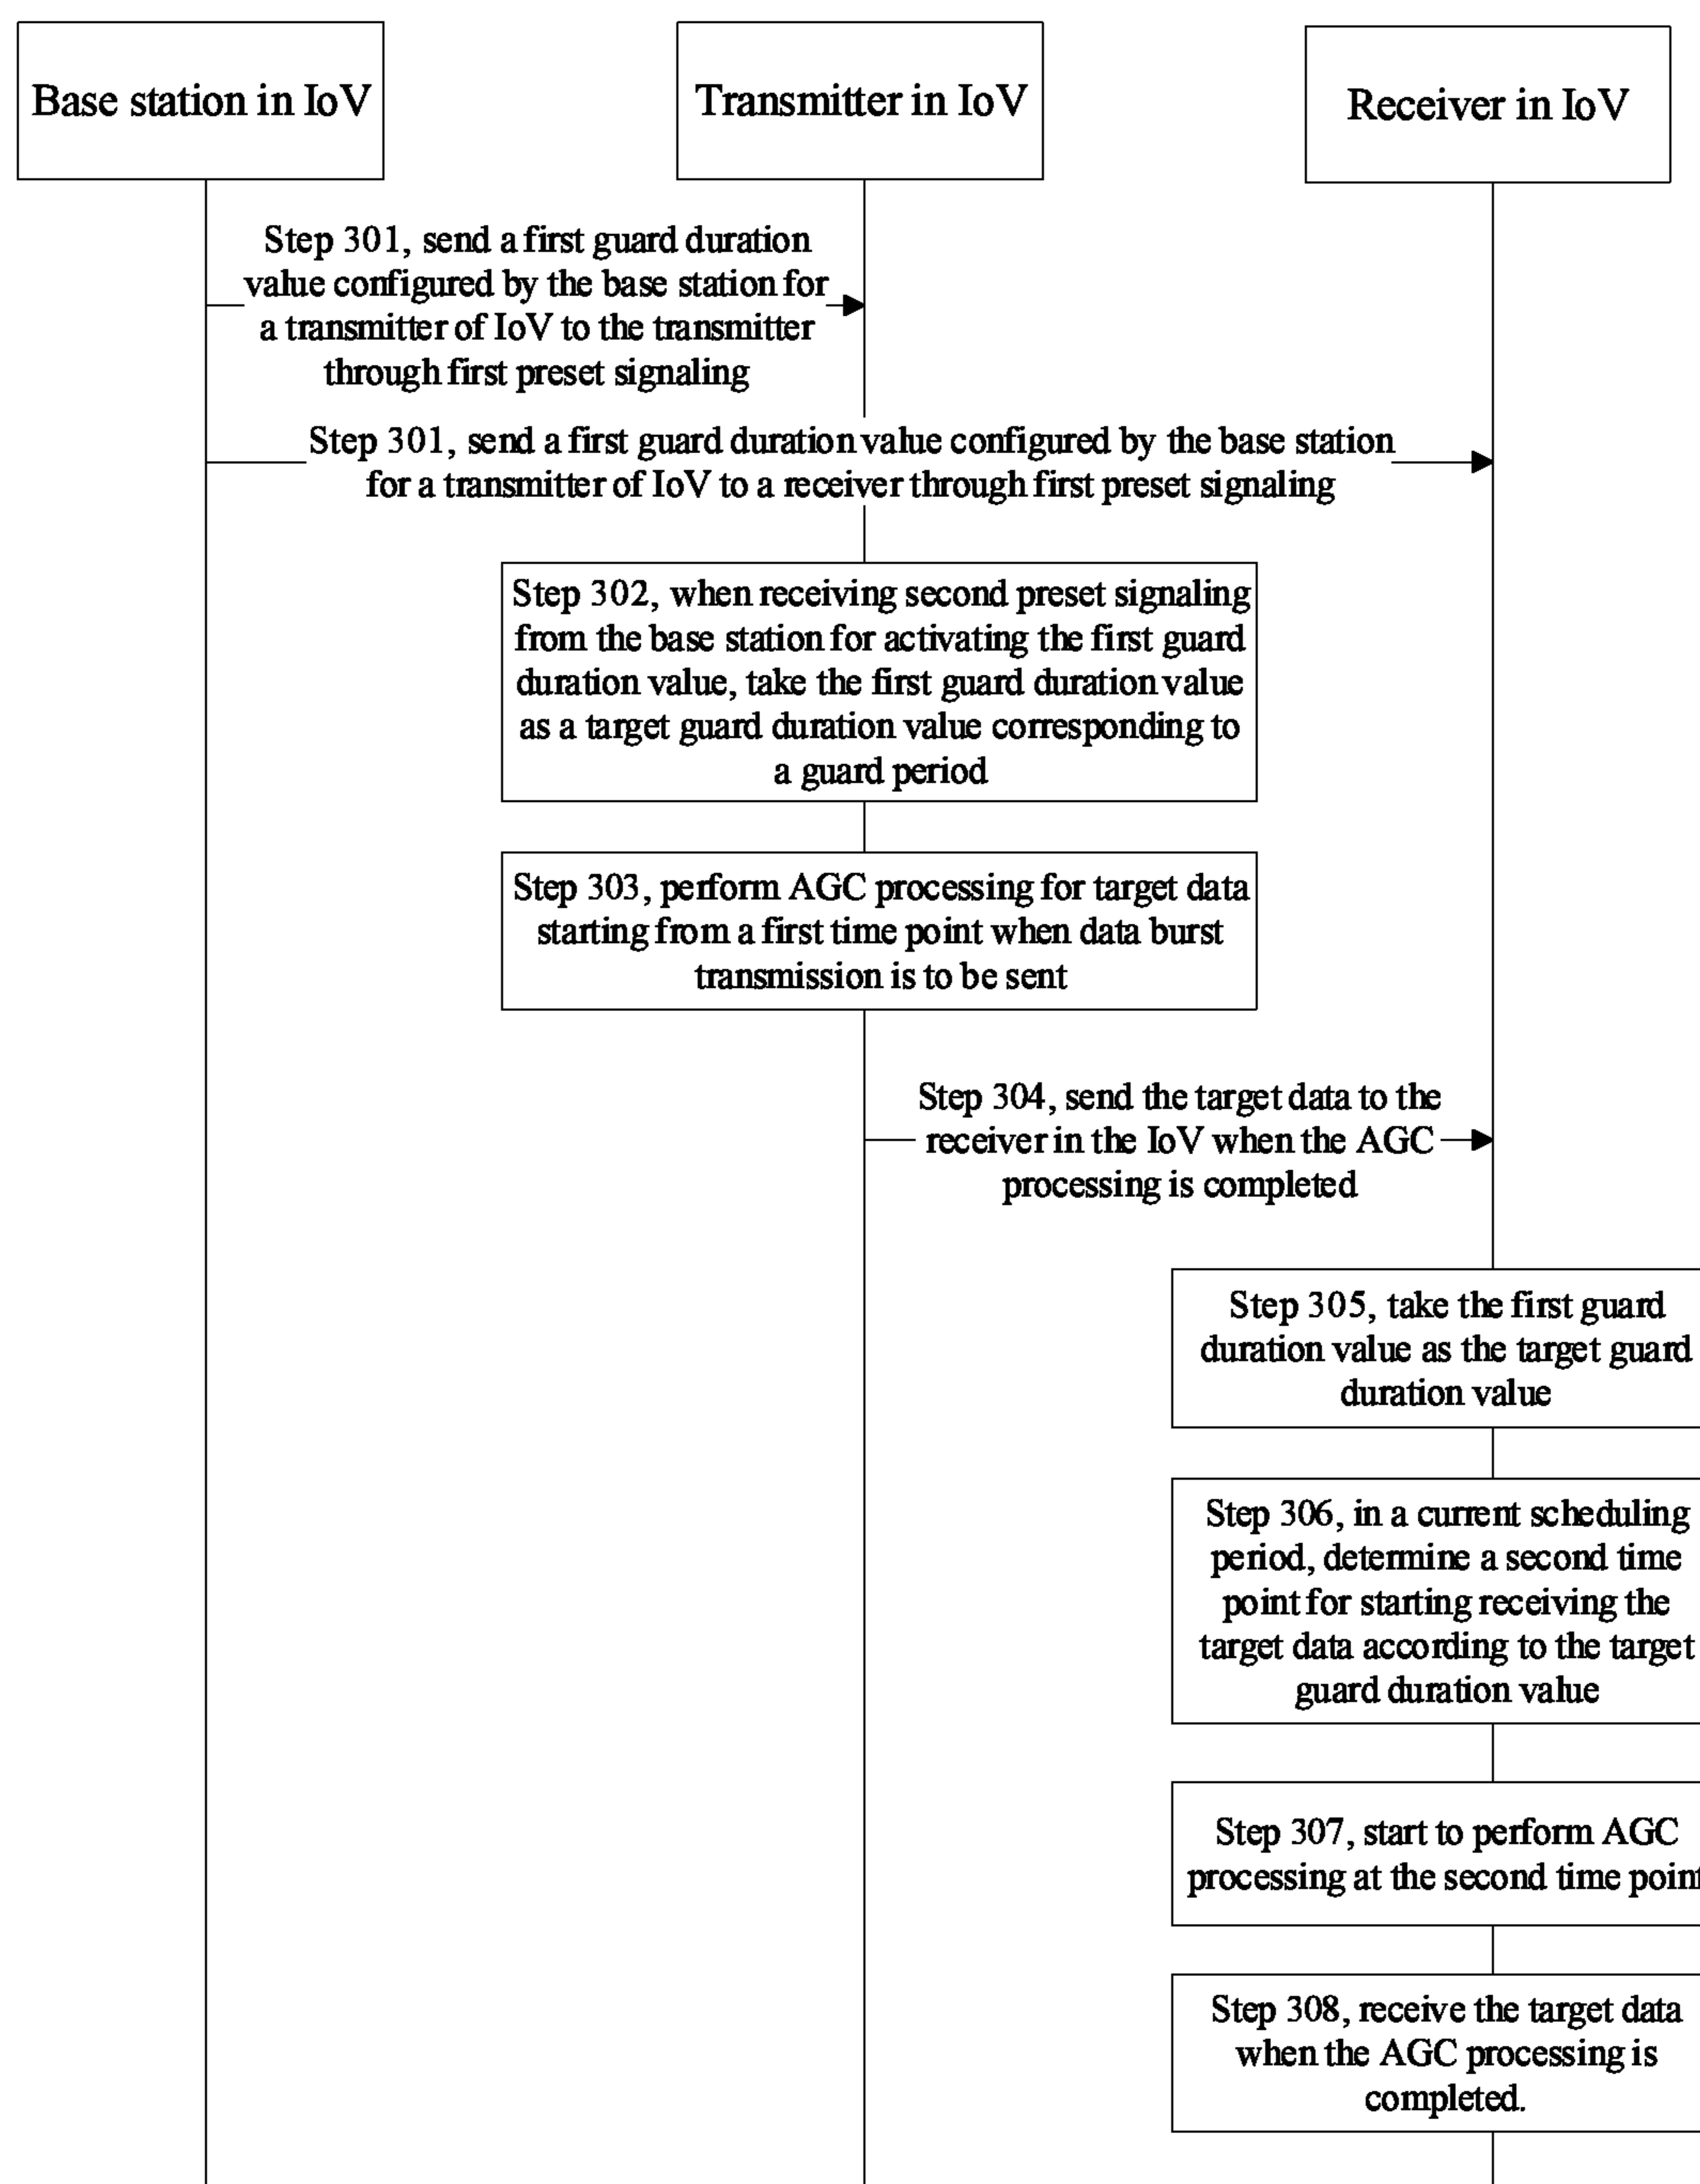 Base station in IoV
Transmitter in IoV
Receiver in IoV
Step 301, send a first guard duration
value configured by the base station for
a transmitter of IoV to the transmitter
through first preset signaling
Step 301, send a first guard duration value configured by the base station
for a transmitter of IoV to a receiver through first preset signaling
Step 302, when receiving second preset signaling
from the base station for activating the first guard
duration value, take the first guard duration value
as a target guard duration value corresponding to
a guard period
Step 303, perform AGC processing for target data
starting from a first time point when data burst
transmission is to be sent
Step 304, send the target data to the
receiver in the IoV when the AGC
processing is completed
Step 305, take the first guard
duration value as the target guard
duration value
Step 306, in a current scheduling
period, determine a second time
point for starting receiving the
target data according to the target
guard duration value
Step 307, start to perform AGC
processing at the second time point
Step 308, receive the target data
when the AGC processing is
completed.